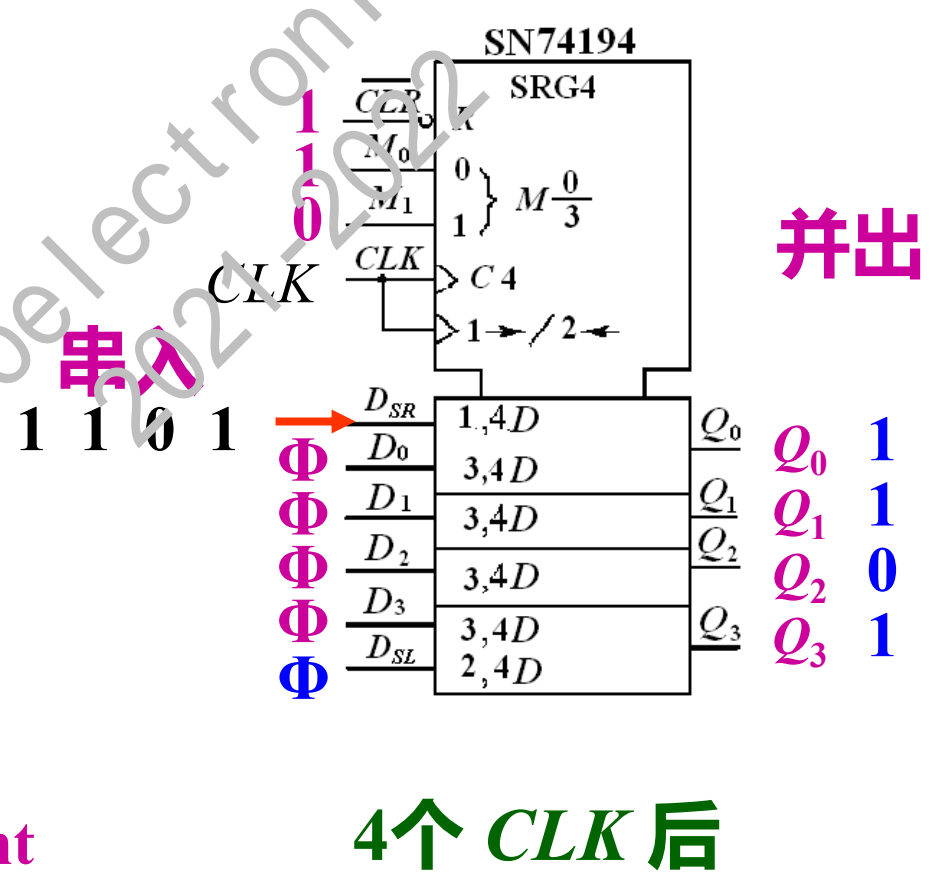 SN74194
SRG4
1 CLR R
1 M0 0
0 M1 1 } M 0/3
CLK CLK C 4
1 → / 2 ←
并出
串入
1 1 0 1 DSR 1,4D Q0 Q0 1
Φ D0 3,4D
Φ D1 3,4D Q1 Q1 1
Φ D2 3,4D Q2 Q2 0
Φ D3 3,4D Q3 Q3 1
Φ DSL 2,4D
4个 CLK 后
nt
oelectron
2021-2022